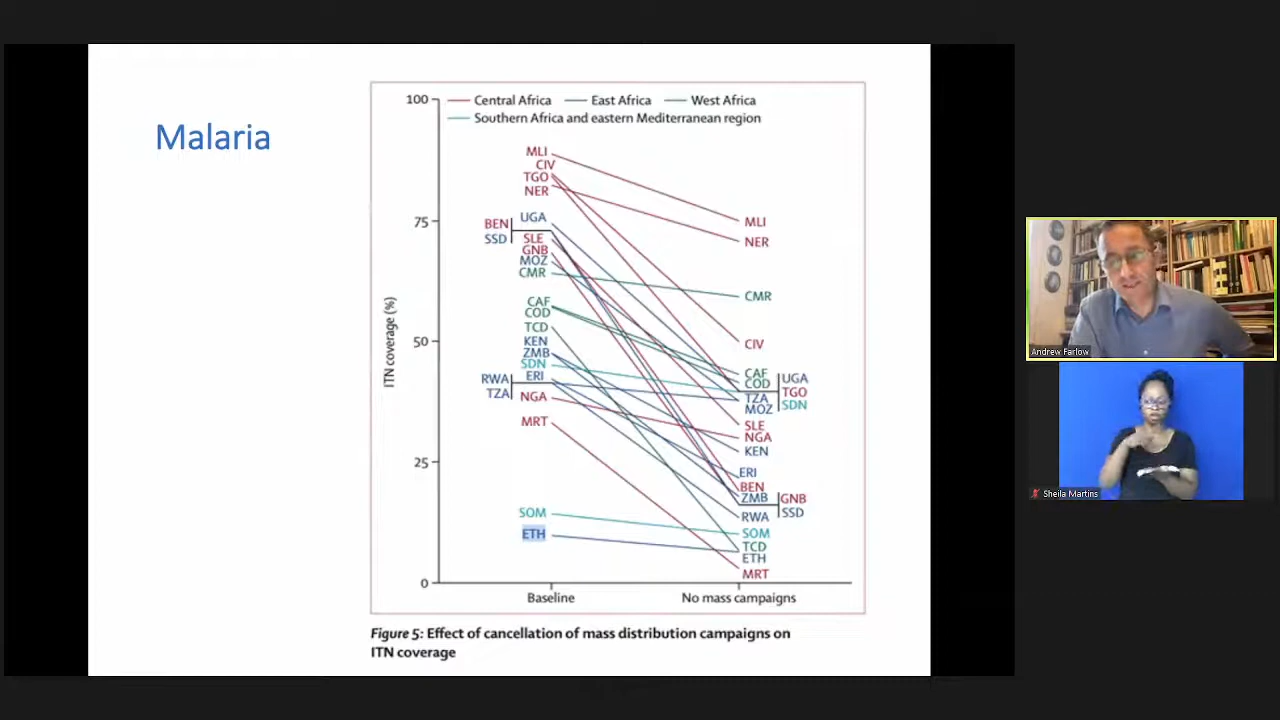 Malaria
100
Central Africa
East Africa
West Africa
Southern Africa and eastern Mediterranean region
75
50
25
0
ITN coverage (%)
MLI
CIV
TGO
NER
BEN
UGA
SSD
SLE
GNB
MOZ
CMR
CAF
COD
TCD
KEN
ZMB
SDN
RWA
ERI
TZA
NGA
MRT
SOM
ETH
MLI
NER
CMR
CIV
CAF
COD
UGA
TZA
TGO
MOZ
SDN
SLE
NGA
KEN
ERI
BEN
ZMB
GNB
RWA
SSD
SOM
TCD
ETH
MRT
Baseline
No mass campaigns
Figure 5: Effect of cancellation of mass distribution campaigns on
ITN coverage
Andrew Farlow
Sheila Martins